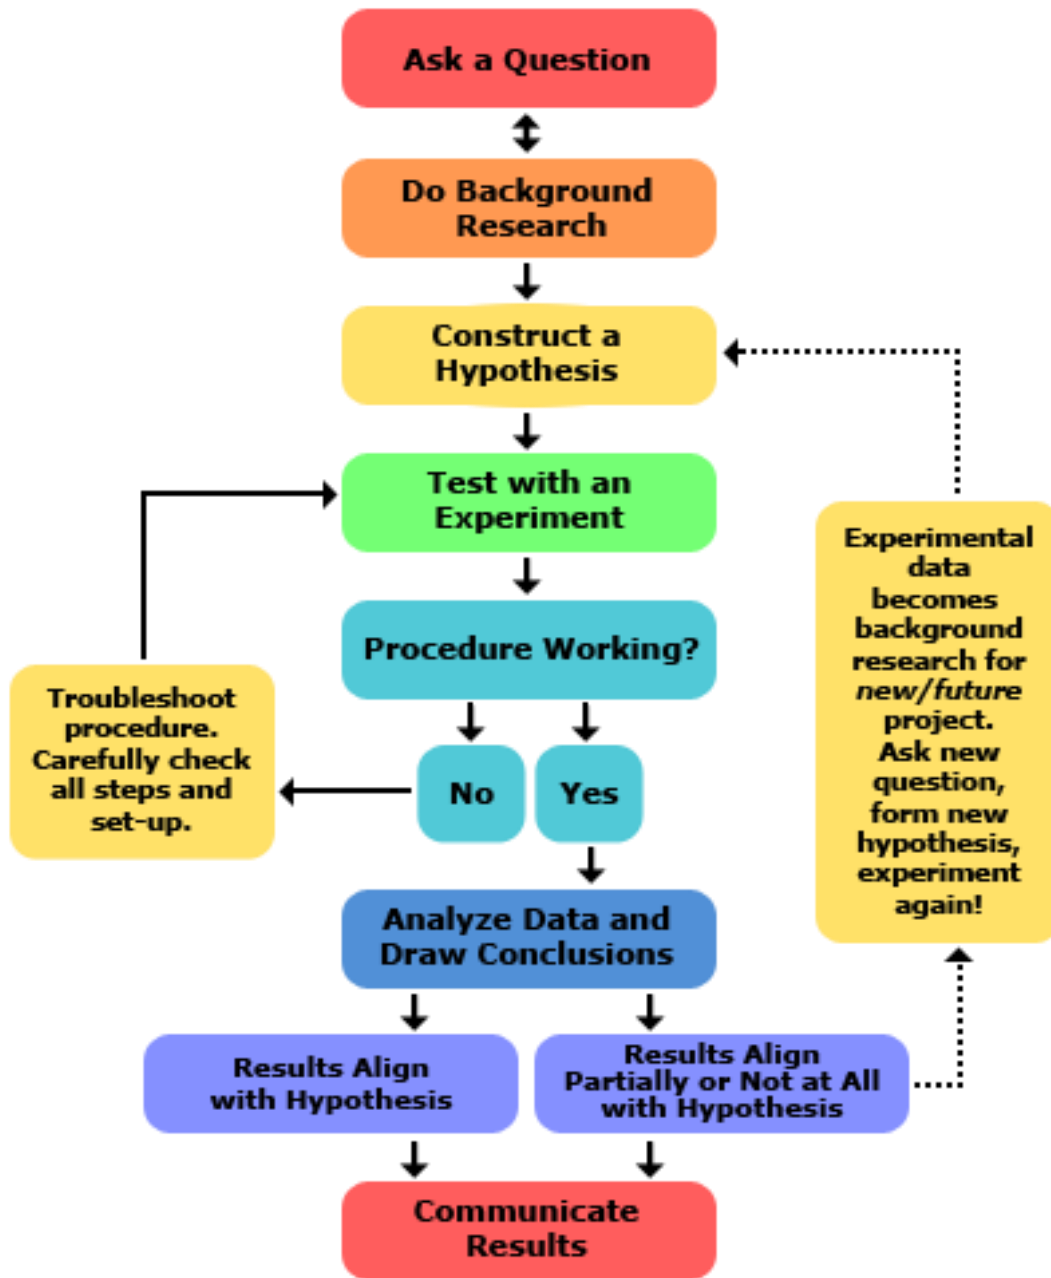 Ask a Question
Do Background
Research
Construct a
Hypothesis
Test with an
Experiment
Procedure Working?
No
Yes
Troubleshoot
procedure.
Carefully check
all steps and
set-up.
Experimental
data
becomes
background
research for
new/future
project.
Ask new
question,
form new
hypothesis,
experiment
again!
Analyze Data and
Draw Conclusions
Results Align
with Hypothesis
Results Align
Partially or Not at All
with Hypothesis
Communicate
Results